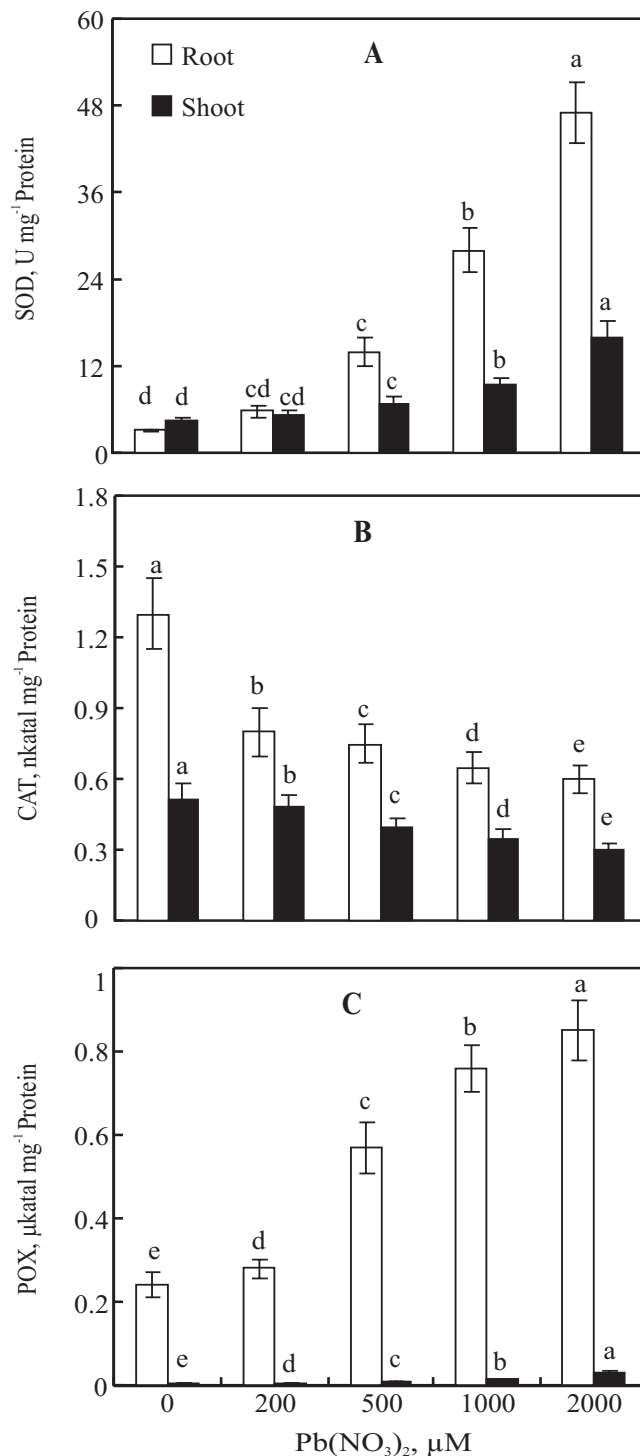 60
48
36
24
12
0
SOD, U mg⁻¹ Protein
Root
Shoot
A
d d cd cd c c b b a a
1.8
1.5
1.2
0.9
0.6
0.3
0
CAT, nkatal mg⁻¹ Protein
B
a a b b c c d d e e
1
0.8
0.6
0.4
0.2
0
POX, µkatal mg⁻¹ Protein
C
e e d d c c b b a a
0 200 500 1000 2000
Pb(NO₃)₂, µM